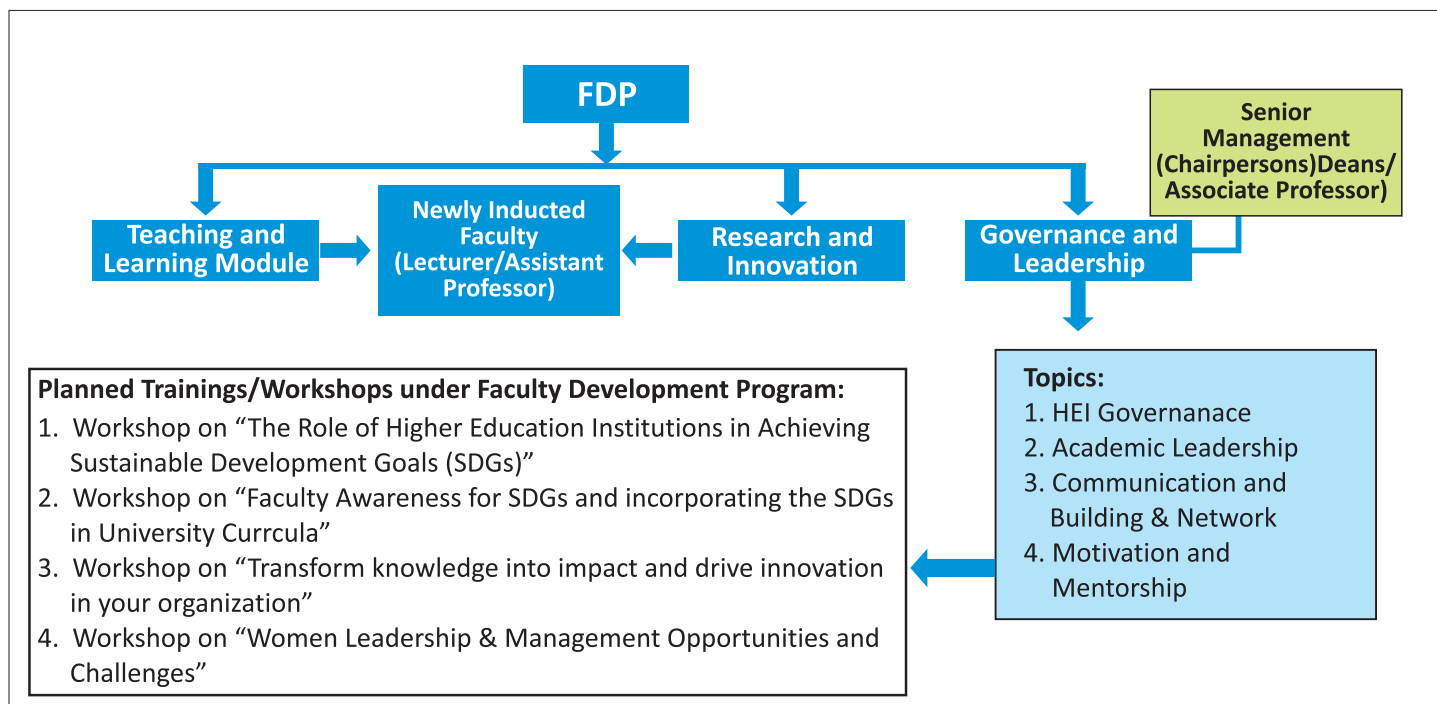 FDP
Senior
Management
(Chairpersons)Deans/
Associate Professor)
Teaching and
Learning Module
Newly Inducted
Faculty
(Lecturer/Assistant
Professor)
Research and
Innovation
Governance and
Leadership
Planned Trainings/Workshops under Faculty Development Program:
1. Workshop on “The Role of Higher Education Institutions in Achieving
Sustainable Development Goals (SDGs)”
2. Workshop on “Faculty Awareness for SDGs and incorporating the SDGs
in University Currcula”
3. Workshop on “Transform knowledge into impact and drive innovation
in your organization”
4. Workshop on “Women Leadership & Management Opportunities and
Challenges”
Topics:
1. HEI Governanace
2. Academic Leadership
3. Communication and
Building & Network
4. Motivation and
Mentorship